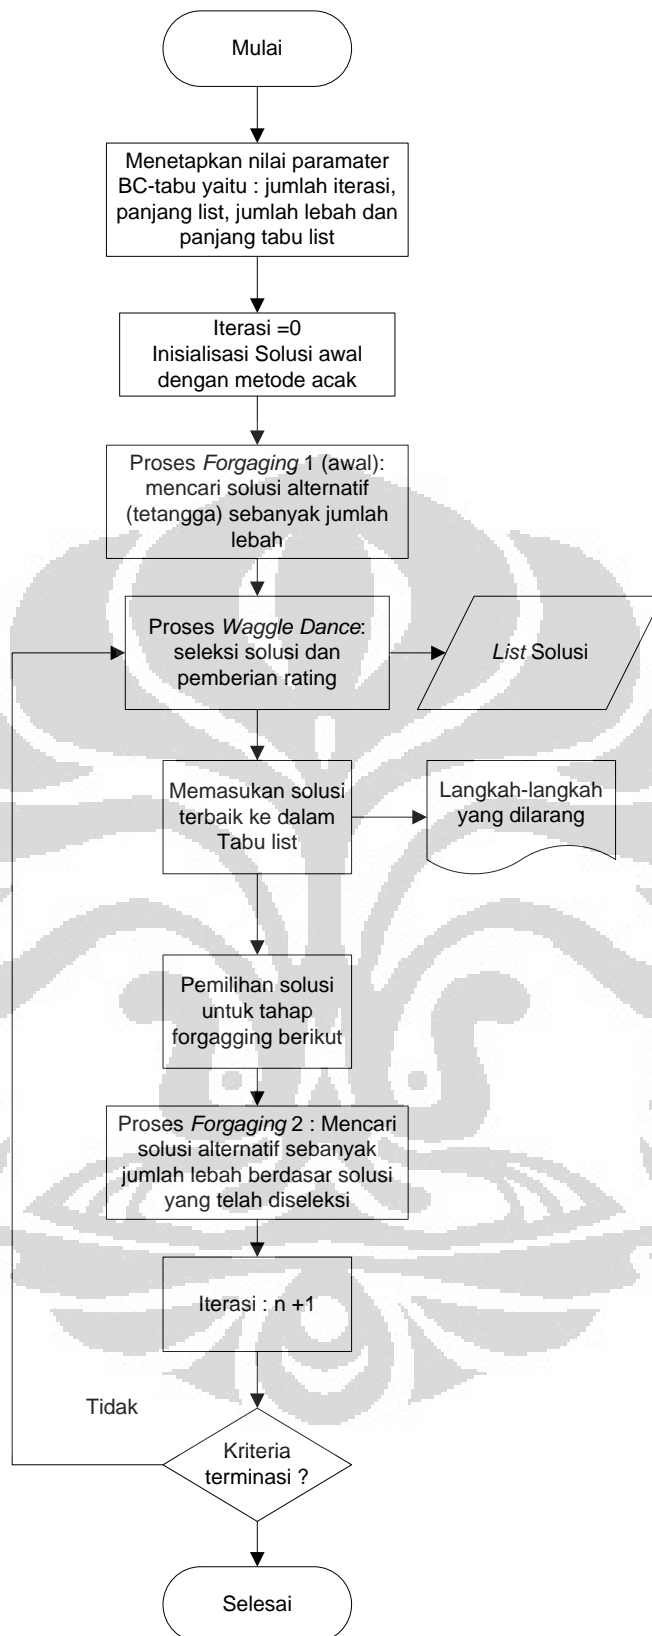 Mulai
Menetapkan nilai paramater
BC-tabu yaitu : jumlah iterasi,
panjang list, jumlah lebah dan
panjang tabu list
Iterasi =0
Inisialisasi Solusi awal
dengan metode acak
Proses Forgaging 1 (awal):
mencari solusi alternatif
(tetangga) sebanyak jumlah
lebah
Proses Waggle Dance:
seleksi solusi dan
pemberian rating
List Solusi
Memasukan solusi
terbaik ke dalam
Tabu list
Langkah-langkah
yang dilarang
Pemilihan solusi
untuk tahap
forgagging berikut
Proses Forgaging 2 : Mencari
solusi alternatif sebanyak
jumlah lebah berdasar solusi
yang telah diseleksi
Iterasi : n +1
Tidak
Kriteria
terminasi ?
Selesai